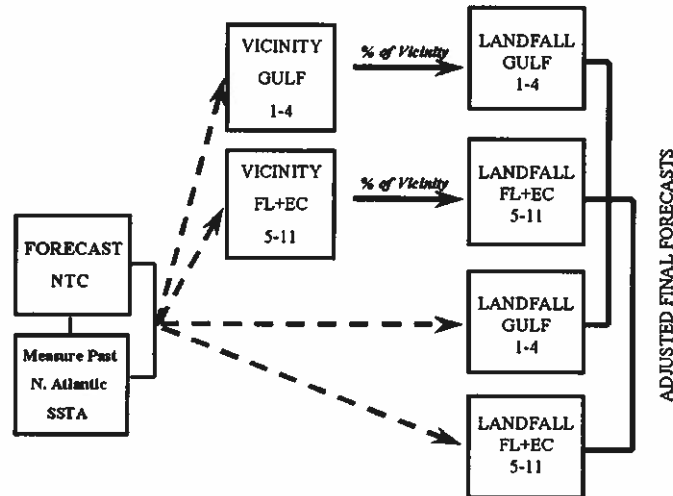 VICINITY
GULF
1-4
% of Vicinity
LANDFALL
GULF
1-4
VICINITY
FL+EC
5-11
% of Vicinity
LANDFALL
FL+EC
5-11
FORECAST
NTC
Measure Past
N. Atlantic
SSTA
LANDFALL
GULF
1-4
LANDFALL
FL+EC
5-11
ADJUSTED FINAL FORECASTS